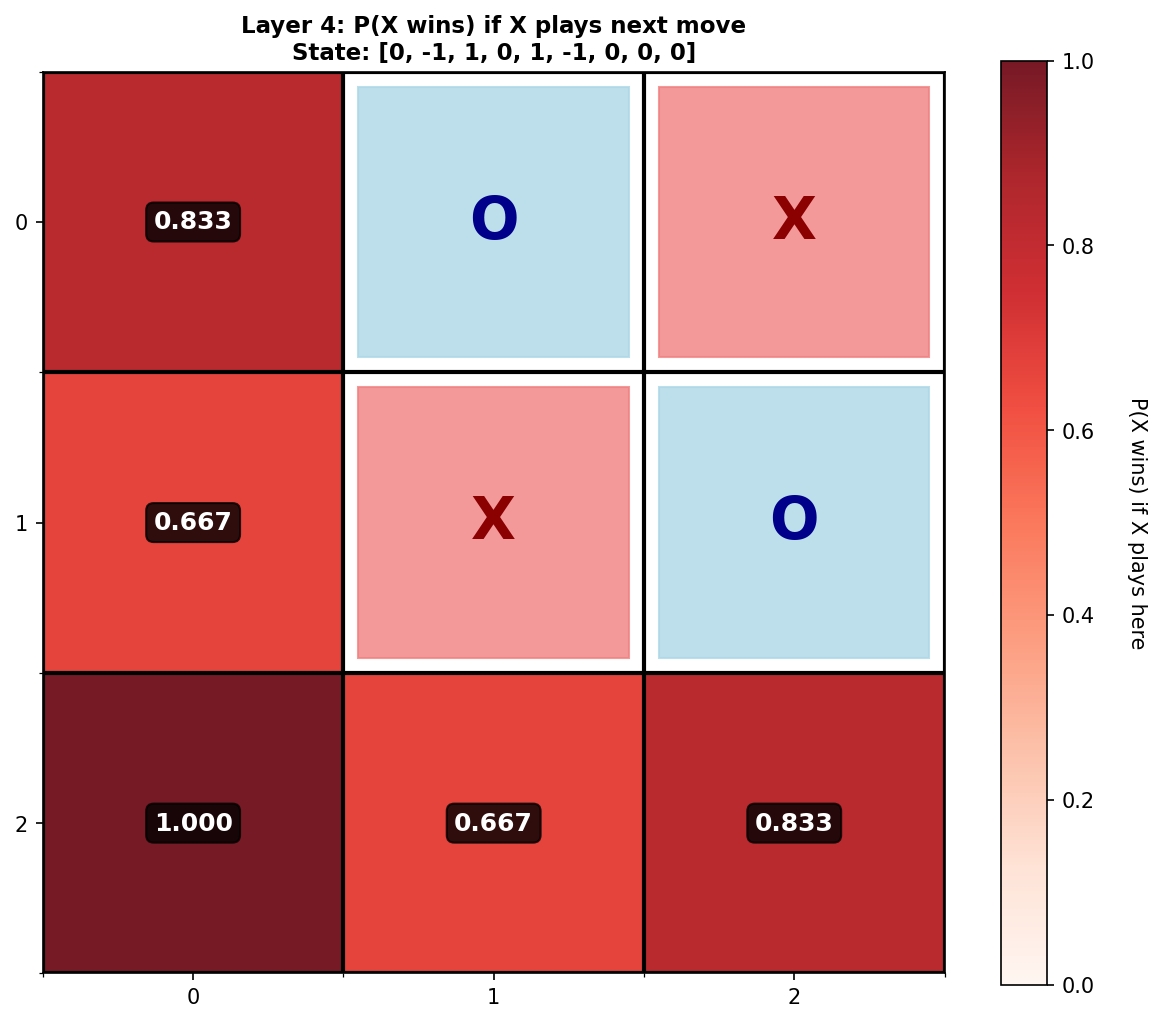 Layer 4: P(X wins) if X plays next move
State: [0, -1, 1, 0, 1, -1, 0, 0, 0]
0
0.833
O
X
1
0.667
X
O
2
1.000
0.667
0.833
0
1
2
1.0
0.8
0.6
0.4
0.2
0.0
P(X wins) if X plays here